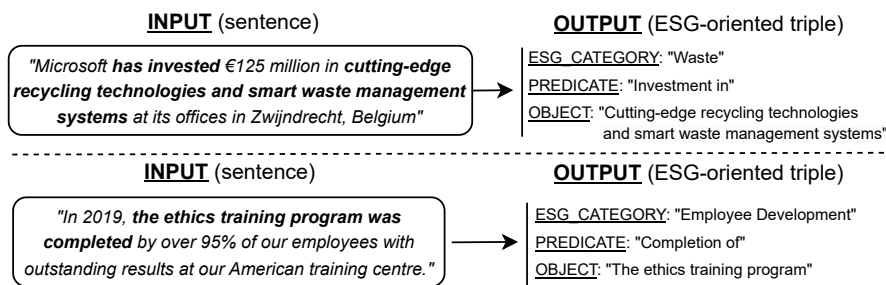 INPUT (sentence)
OUTPUT (ESG-oriented triple)
"Microsoft has invested €125 million in cutting-edge
recycling technologies and smart waste management
systems at its offices in Zwijndrecht, Belgium"
ESG_CATEGORY: "Waste"
PREDICATE: "Investment in"
OBJECT: "Cutting-edge recycling technologies
and smart waste management systems"
INPUT (sentence)
OUTPUT (ESG-oriented triple)
"In 2019, the ethics training program was
completed by over 95% of our employees with
outstanding results at our American training centre."
ESG_CATEGORY: "Employee Development"
PREDICATE: "Completion of"
OBJECT: "The ethics training program"